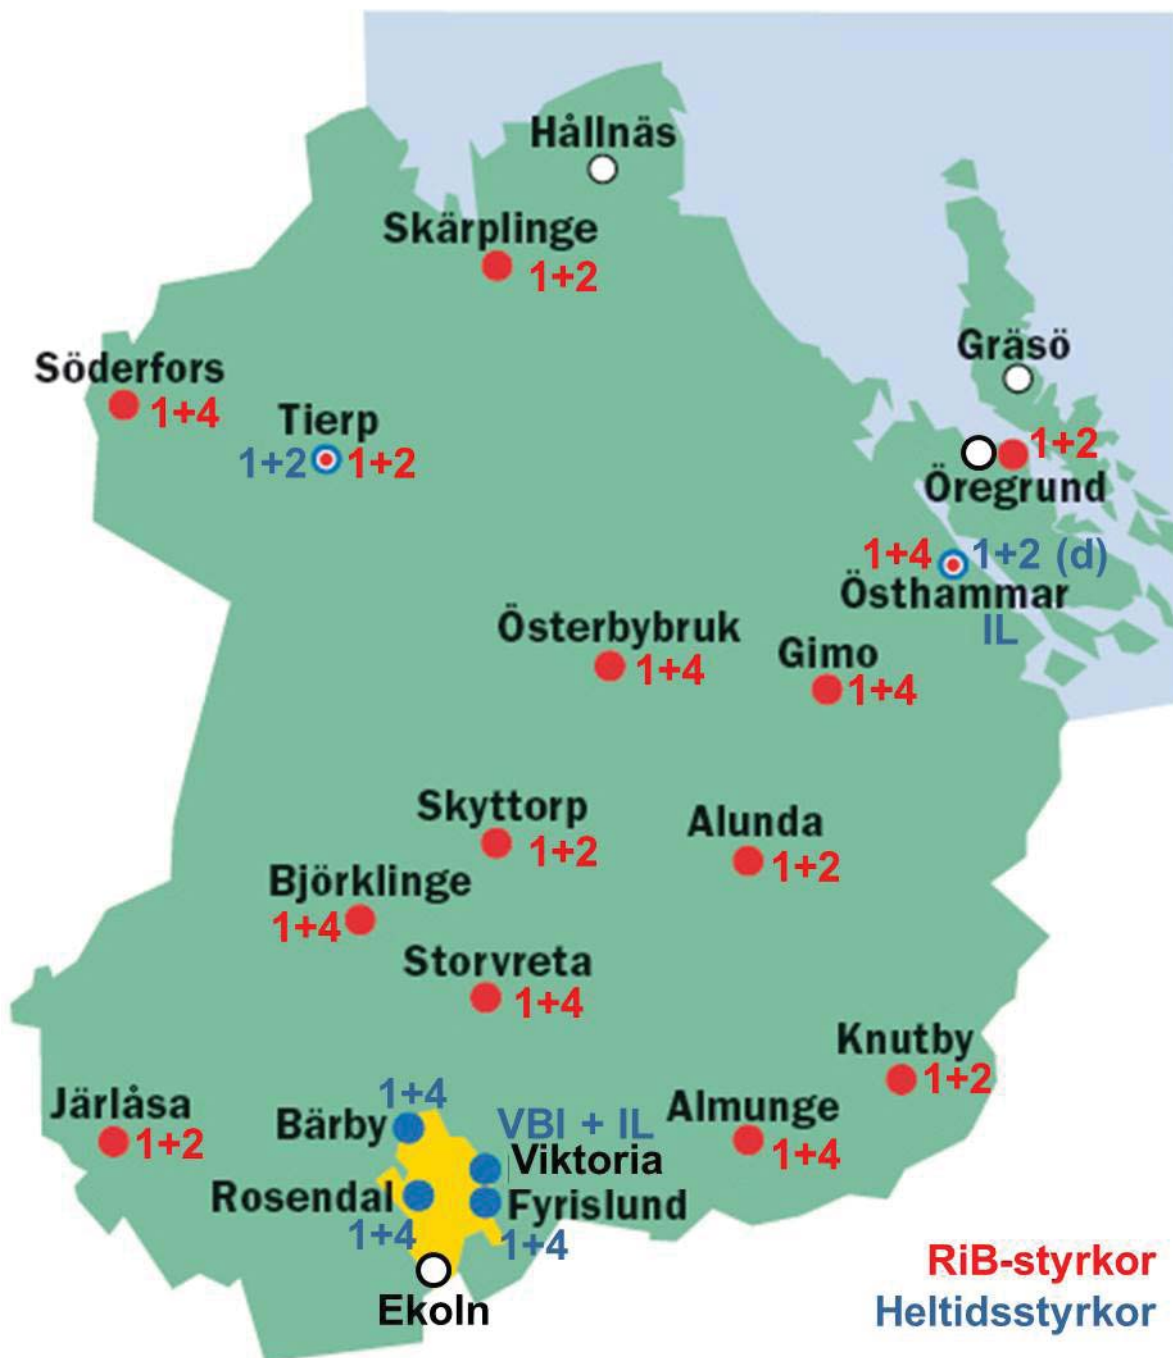 Hållnäs
Skärplinge
1+2
Gräsö
Söderfors
1+4
Tierp
1+2 1+2
1+2
Öregrund
1+4 1+2 (d)
Östhammar
IL
Österbybruk
1+4
Gimo
1+4
Skyttorp
1+2
Alunda
1+2
Björklinge
1+4
Storvreta
1+4
Knutby
1+2
Järlåsa
1+2
1+4
Bärby
VBI + IL
Viktoria
Almunge
1+4
Rosendal
1+4
Fyrislund
1+4
Ekoln
RiB-styrkor
Heltidsstyrkor